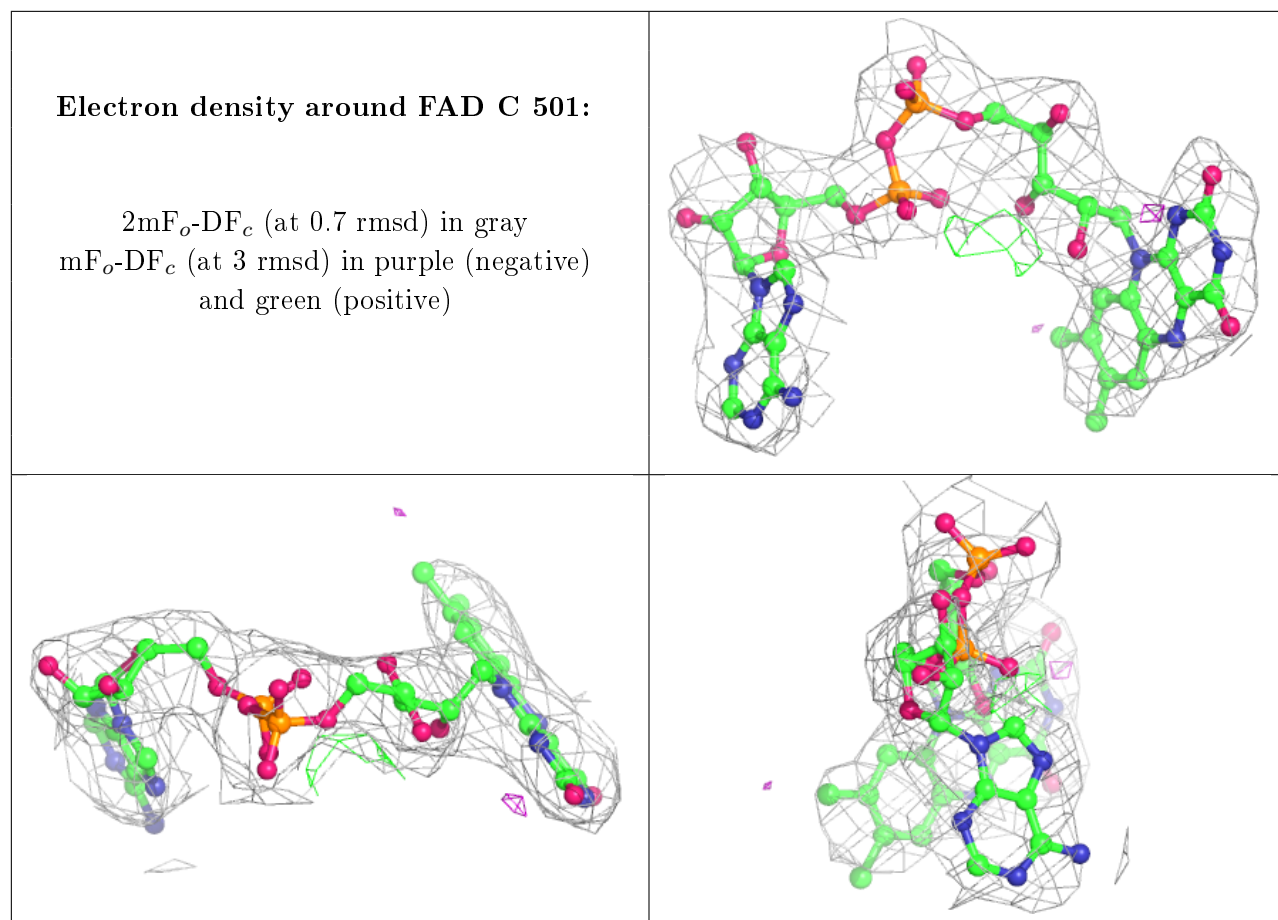 Electron density around FAD C 501:
2mFₒ-DF𝒸 (at 0.7 rmsd) in gray
mFₒ-DF𝒸 (at 3 rmsd) in purple (negative)
and green (positive)